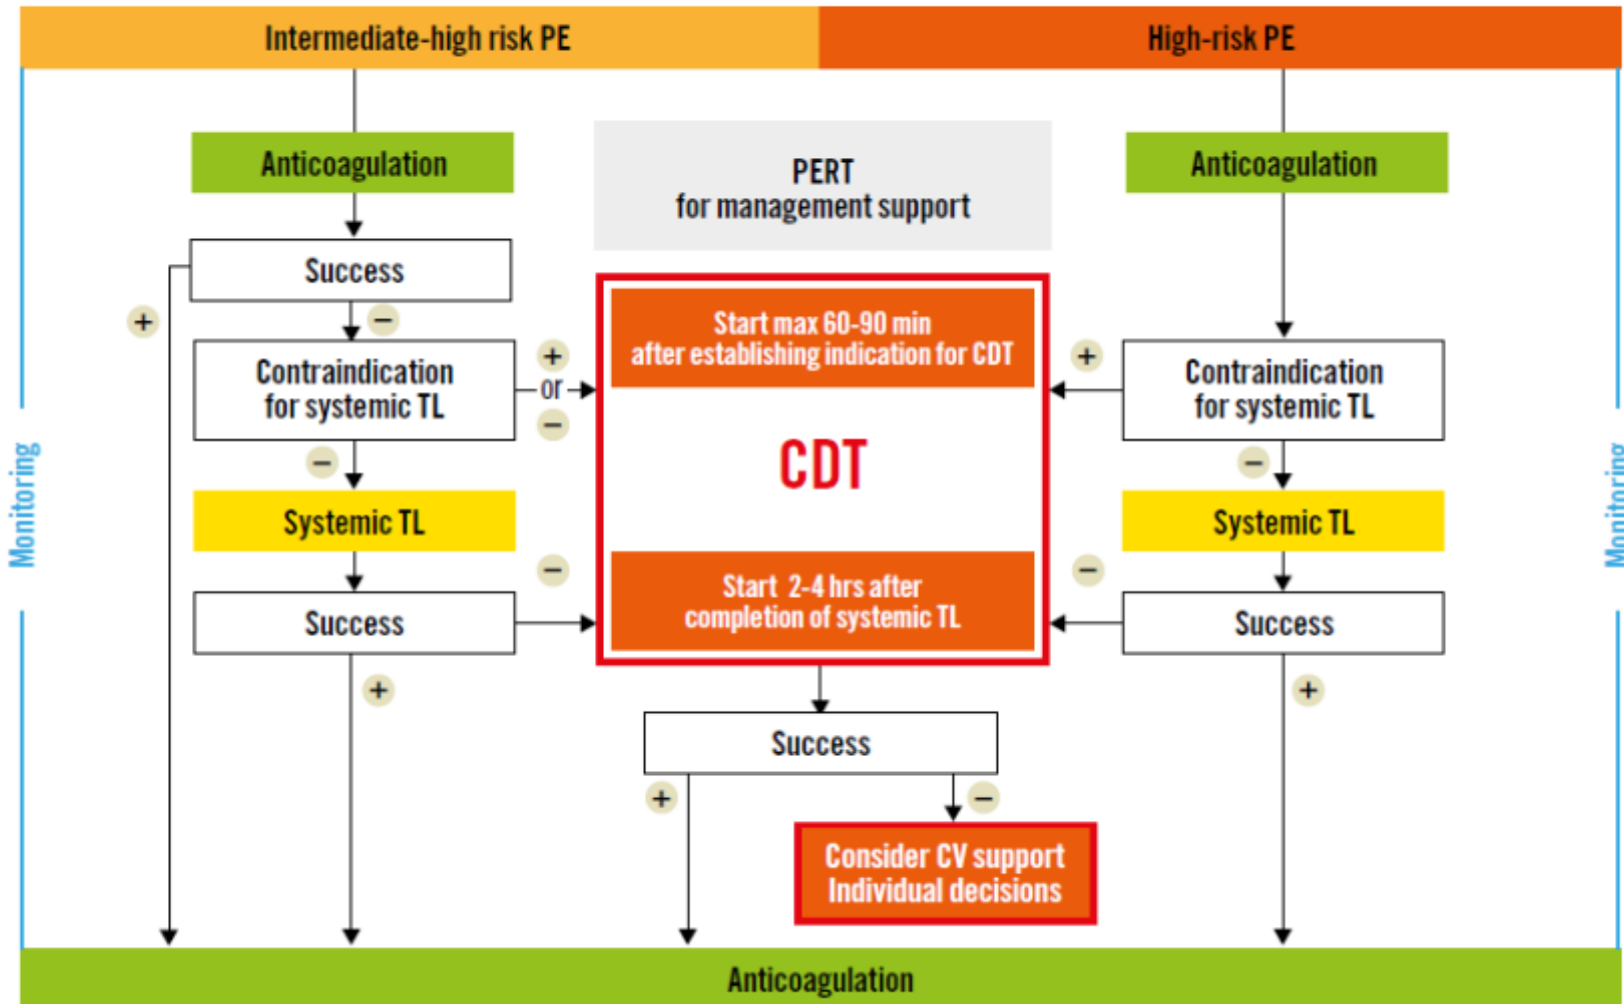 Intermediate-high risk PE
High-risk PE
Anticoagulation
PERT
for management support
Anticoagulation
Success
+
−
Start max 60-90 min
after establishing indication for CDT
Contraindication
for systemic TL
+
or
−
+
Contraindication
for systemic TL
CDT
Monitoring
Monitoring
−
−
Systemic TL
Systemic TL
−
−
Start 2-4 hrs after
completion of systemic TL
Success
Success
+
+
Success
+
−
Consider CV support
Individual decisions
Anticoagulation